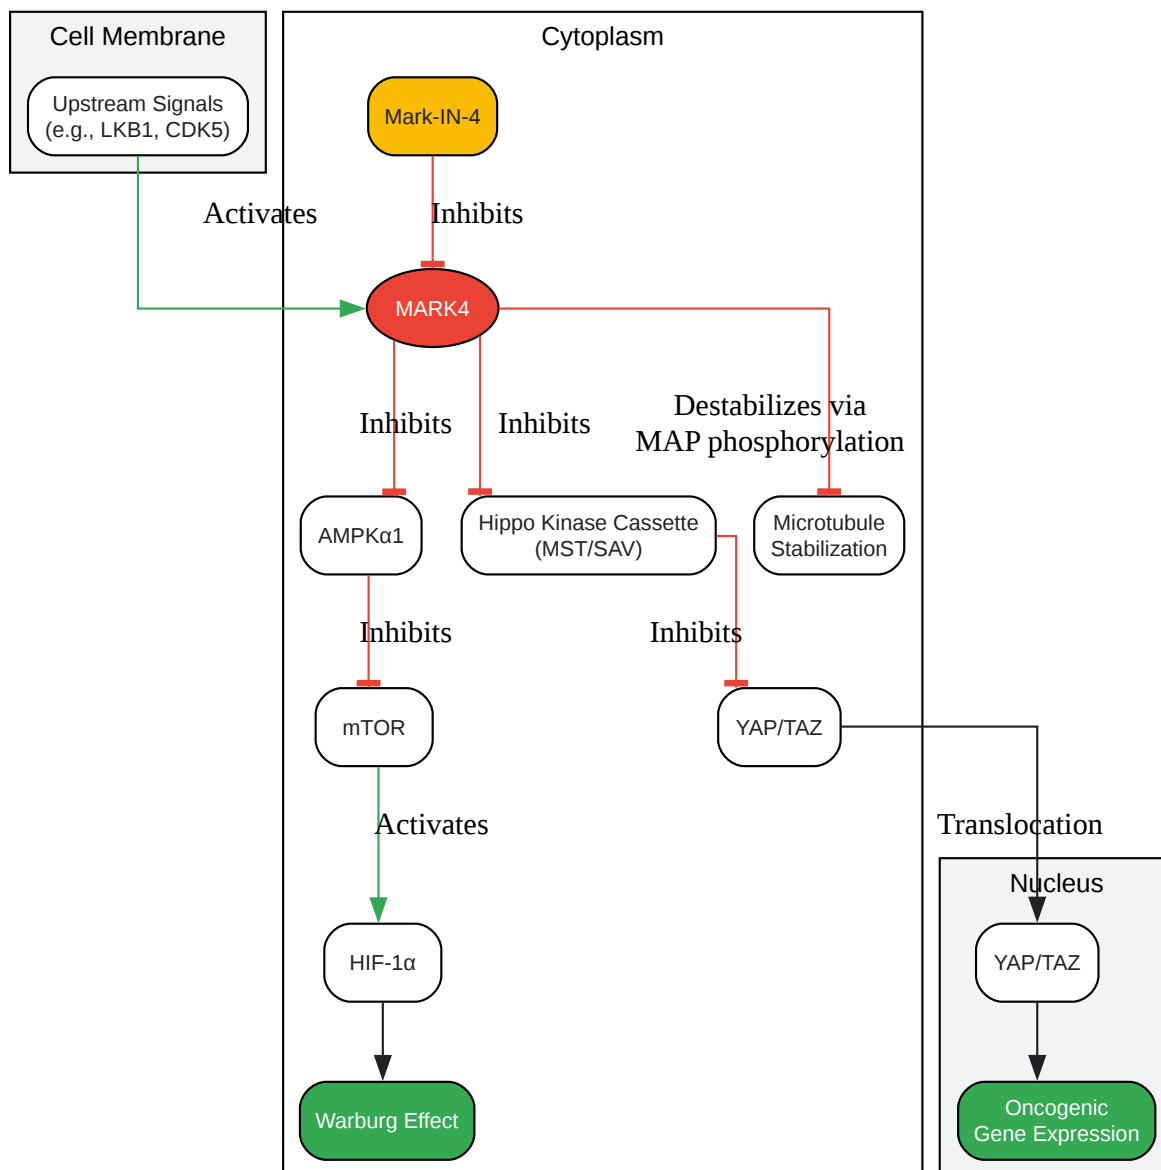 Cell Membrane
Cytoplasm
Upstream Signals
(e.g., LKB1, CDK5)
Mark-IN-4
Activates
Inhibits
MARK4
Inhibits
Inhibits
Destabilizes via
MAP phosphorylation
AMPKα1
Hippo Kinase Cassette
(MST/SAV)
Microtubule
Stabilization
Inhibits
Inhibits
mTOR
YAP/TAZ
Activates
Translocation
Nucleus
HIF-1α
YAP/TAZ
Warburg Effect
Oncogenic
Gene Expression